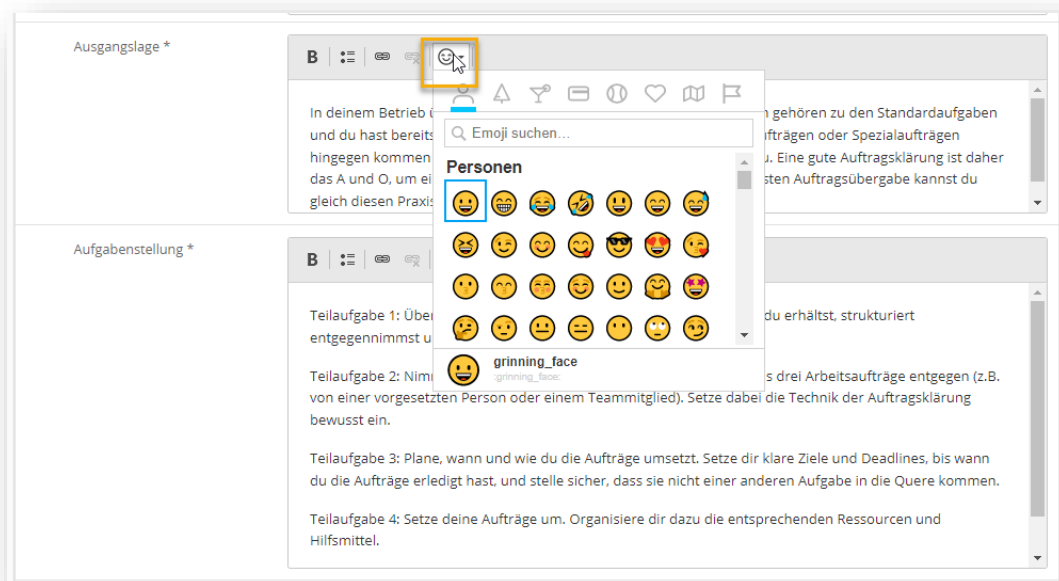 Ausgangslage *
B
In deinem Betrieb gehören zu den Standardaufgaben
und du hast bereits ufträgen oder Spezialaufträgen
hingegen kommen Eine gute Auftragsklärung ist daher
das A und O, um sten Auftragsübergabe kannst du
gleich diesen
Emoji suchen...
Personen
grinning_face
:grinning_face:
Aufgabenstellung *
B
Teilaufgabe 1: du erhältst, strukturiert
entgegennimmst
Teilaufgabe 2: s drei Arbeitsaufträge entgegen (z.B.
von einer vorgesetzten Person oder einem Teammitglied). Setze dabei die Technik der Auftragsklärung
bewusst ein.
Teilaufgabe 3: Plane, wann und wie du die Aufträge umsetzt. Setze dir klare Ziele und Deadlines, bis wann
du die Aufträge erledigt hast, und stelle sicher, dass sie nicht einer anderen Aufgabe in die Quere kommen.
Teilaufgabe 4: Setze deine Aufträge um. Organisiere dir dazu die entsprechenden Ressourcen und
Hilfsmittel.